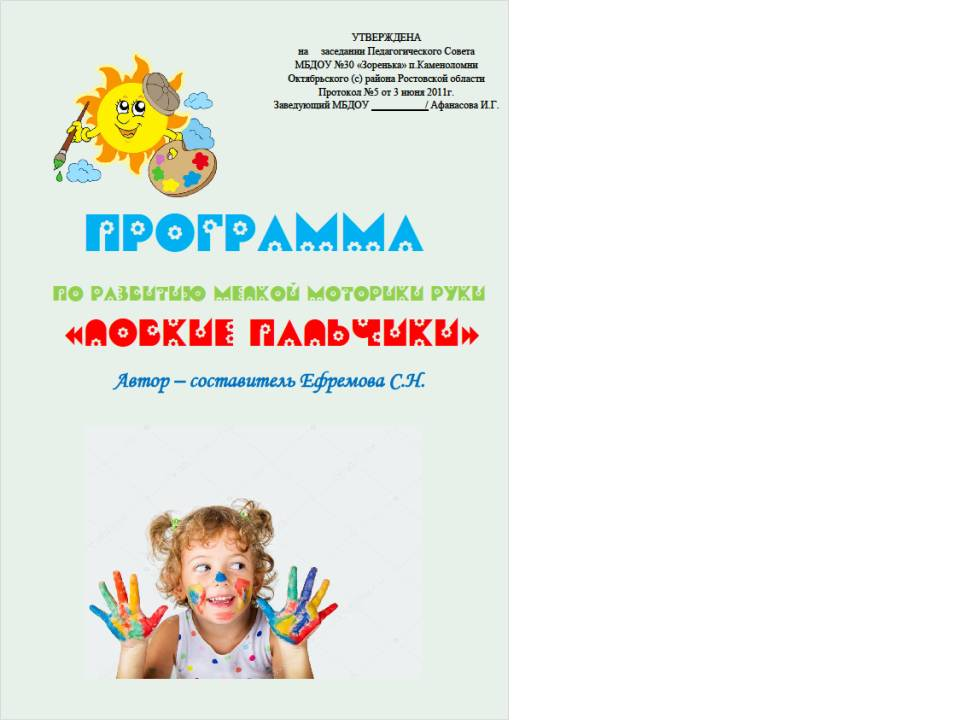 УТВЕРЖДЕНА
на заседании Педагогического Совета
МБДОУ №30 «Зоренька» п.Каменоломни
Октябрьского (с) района Ростовской области
Протокол №5 от 3 июня 2011г.
Заведующий МБДОУ ___________/ Афанасова И.Г.
ПРОГРАММА
ПО РАЗВИТИЮ МЕЛКОЙ МОТОРИКИ РУКИ
«ЛОВКИЕ ПАЛЬЧИКИ»
Автор – составитель Ефремова С.Н.